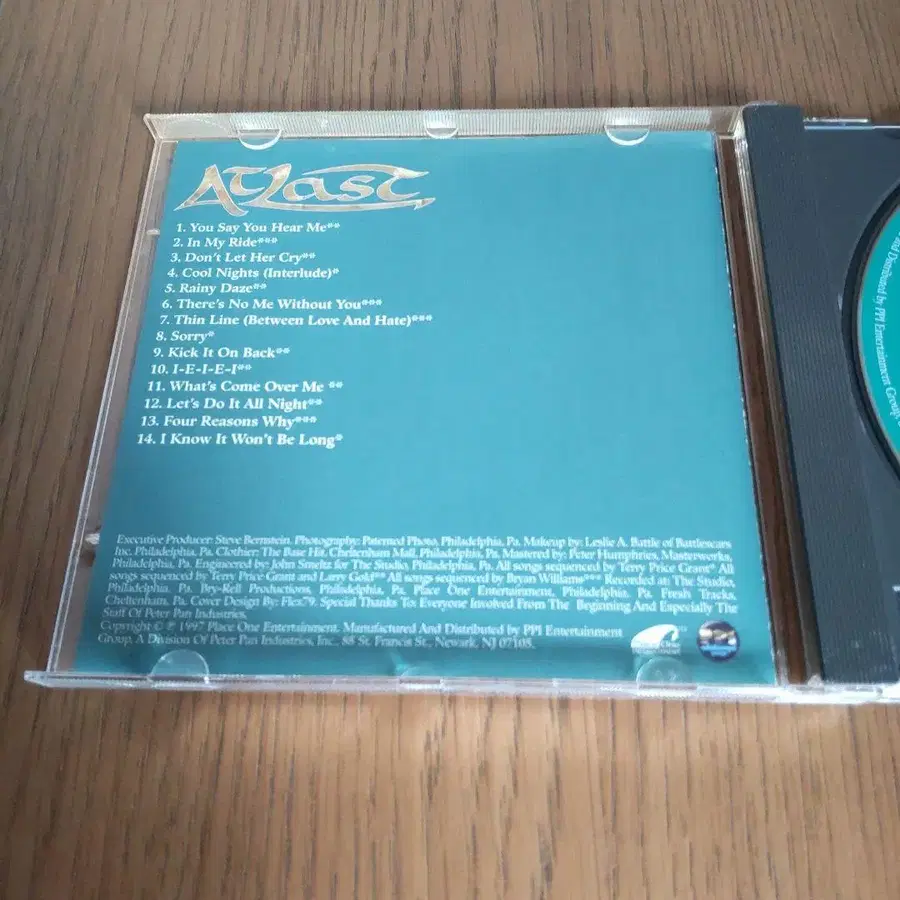 At Last
1. You Say You Hear Me**
2. In My Ride***
3. Don't Let Her Cry**
4. Cool Nights (Interlude)*
5. Rainy Daze**
6. There's No Me Without You***
7. Thin Line (Between Love And Hate)***
8. Sorry*
9. Kick It On Back**
10. I-E-I-E-I**
11. What's Come Over Me **
12. Let's Do It All Night**
13. Four Reasons Why***
14. I Know It Won't Be Long*
Executive Producer: Steve Bernstein. Photography: Patented Photo, Philadelphia, Pa. Makeup by: Leslie A. Battle of Battlescars
Inc. Philadelphia, Pa. Clothier: The Base Hit, Cheltenham Mall, Philadelphia, Pa. Mastered by: Peter Humphries, Masterworks,
Philadelphia, Pa. Engineered by: John Smeltz for The Studio, Philadelphia, Pa. All songs sequenced by Terry Price Grant* All
songs sequenced by Terry Price Grant and Larry Gold** All songs sequenced by Bryan Williams*** Recorded at: The Studio,
Philadelphia, Pa. Bry-Rell Productions, Philadelphia, Pa. Place One Entertainment, Philadelphia, Pa. Fresh Tracks,
Cheltenham, Pa. Cover Design By: Flex79. Special Thanks To: Everyone Involved From The Beginning And Especially The
Staff Of Peter Pan Industries.
Copyright © ℗ 1997 Place One Entertainment. Manufactured And Distributed by PPI Entertainment
Group. A Division Of Peter Pan Industries, Inc., 88 St. Francis St., Newark, NJ 07105.
and Distributed by PPI Entertainment Group